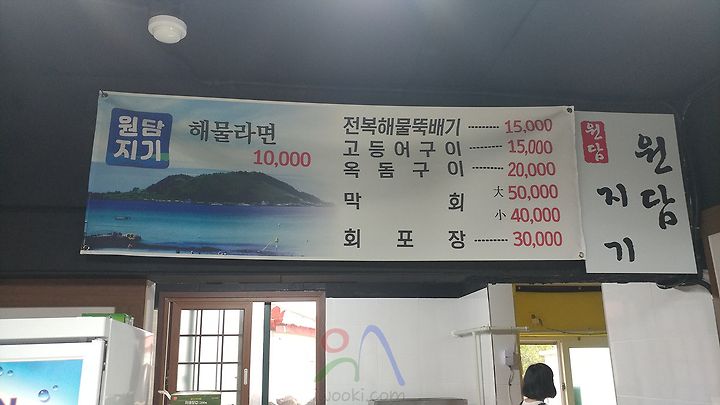 원담
지기
해물라면
10,000
전복해물뚝배기 -------- 15,000
고등어구이 -------- 15,000
옥돔구이 -------- 20,000
막회 大 50,000
小 40,000
회포장 -------- 30,000
원담
원담
지기
wooki.com